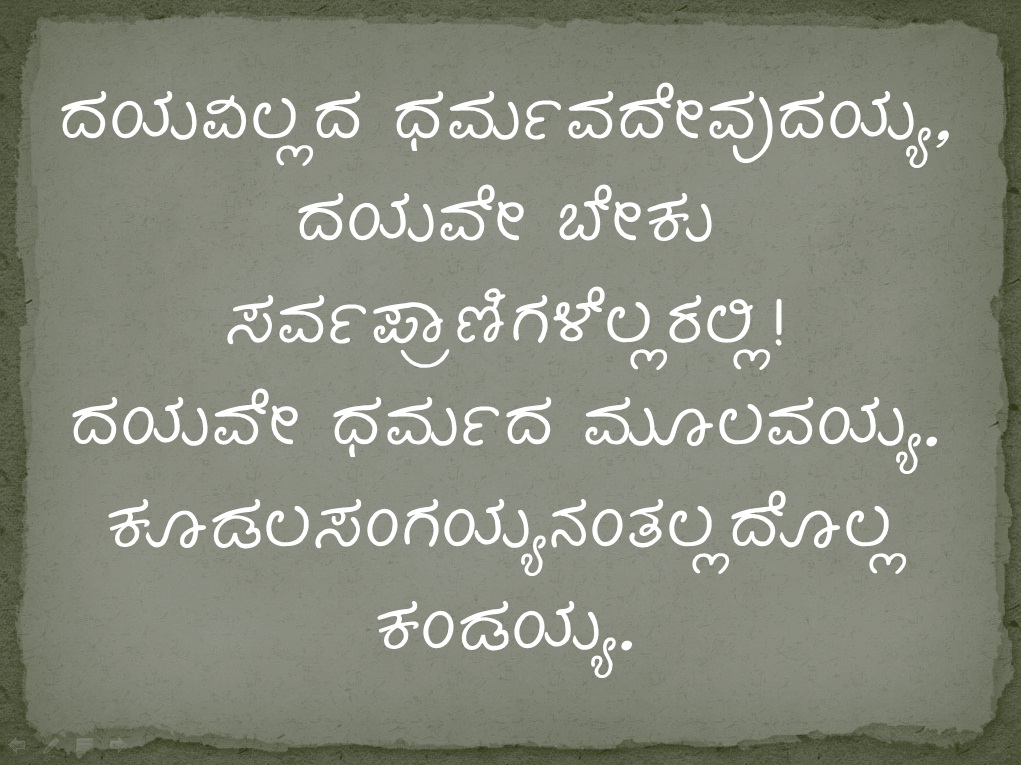 ದಯವಿಲ್ಲದ ಧರ್ಮವದೇವುದಯ್ಯ,
ದಯವೇ ಬೇಕು
ಸರ್ವಪ್ರಾಣಿಗಳೆಲ್ಲರಲ್ಲಿ!
ದಯವೇ ಧರ್ಮದ ಮೂಲವಯ್ಯ.
ಕೂಡಲಸಂಗಯ್ಯನಂತಲ್ಲದೊಲ್ಲ
ಕಂಡಯ್ಯ.